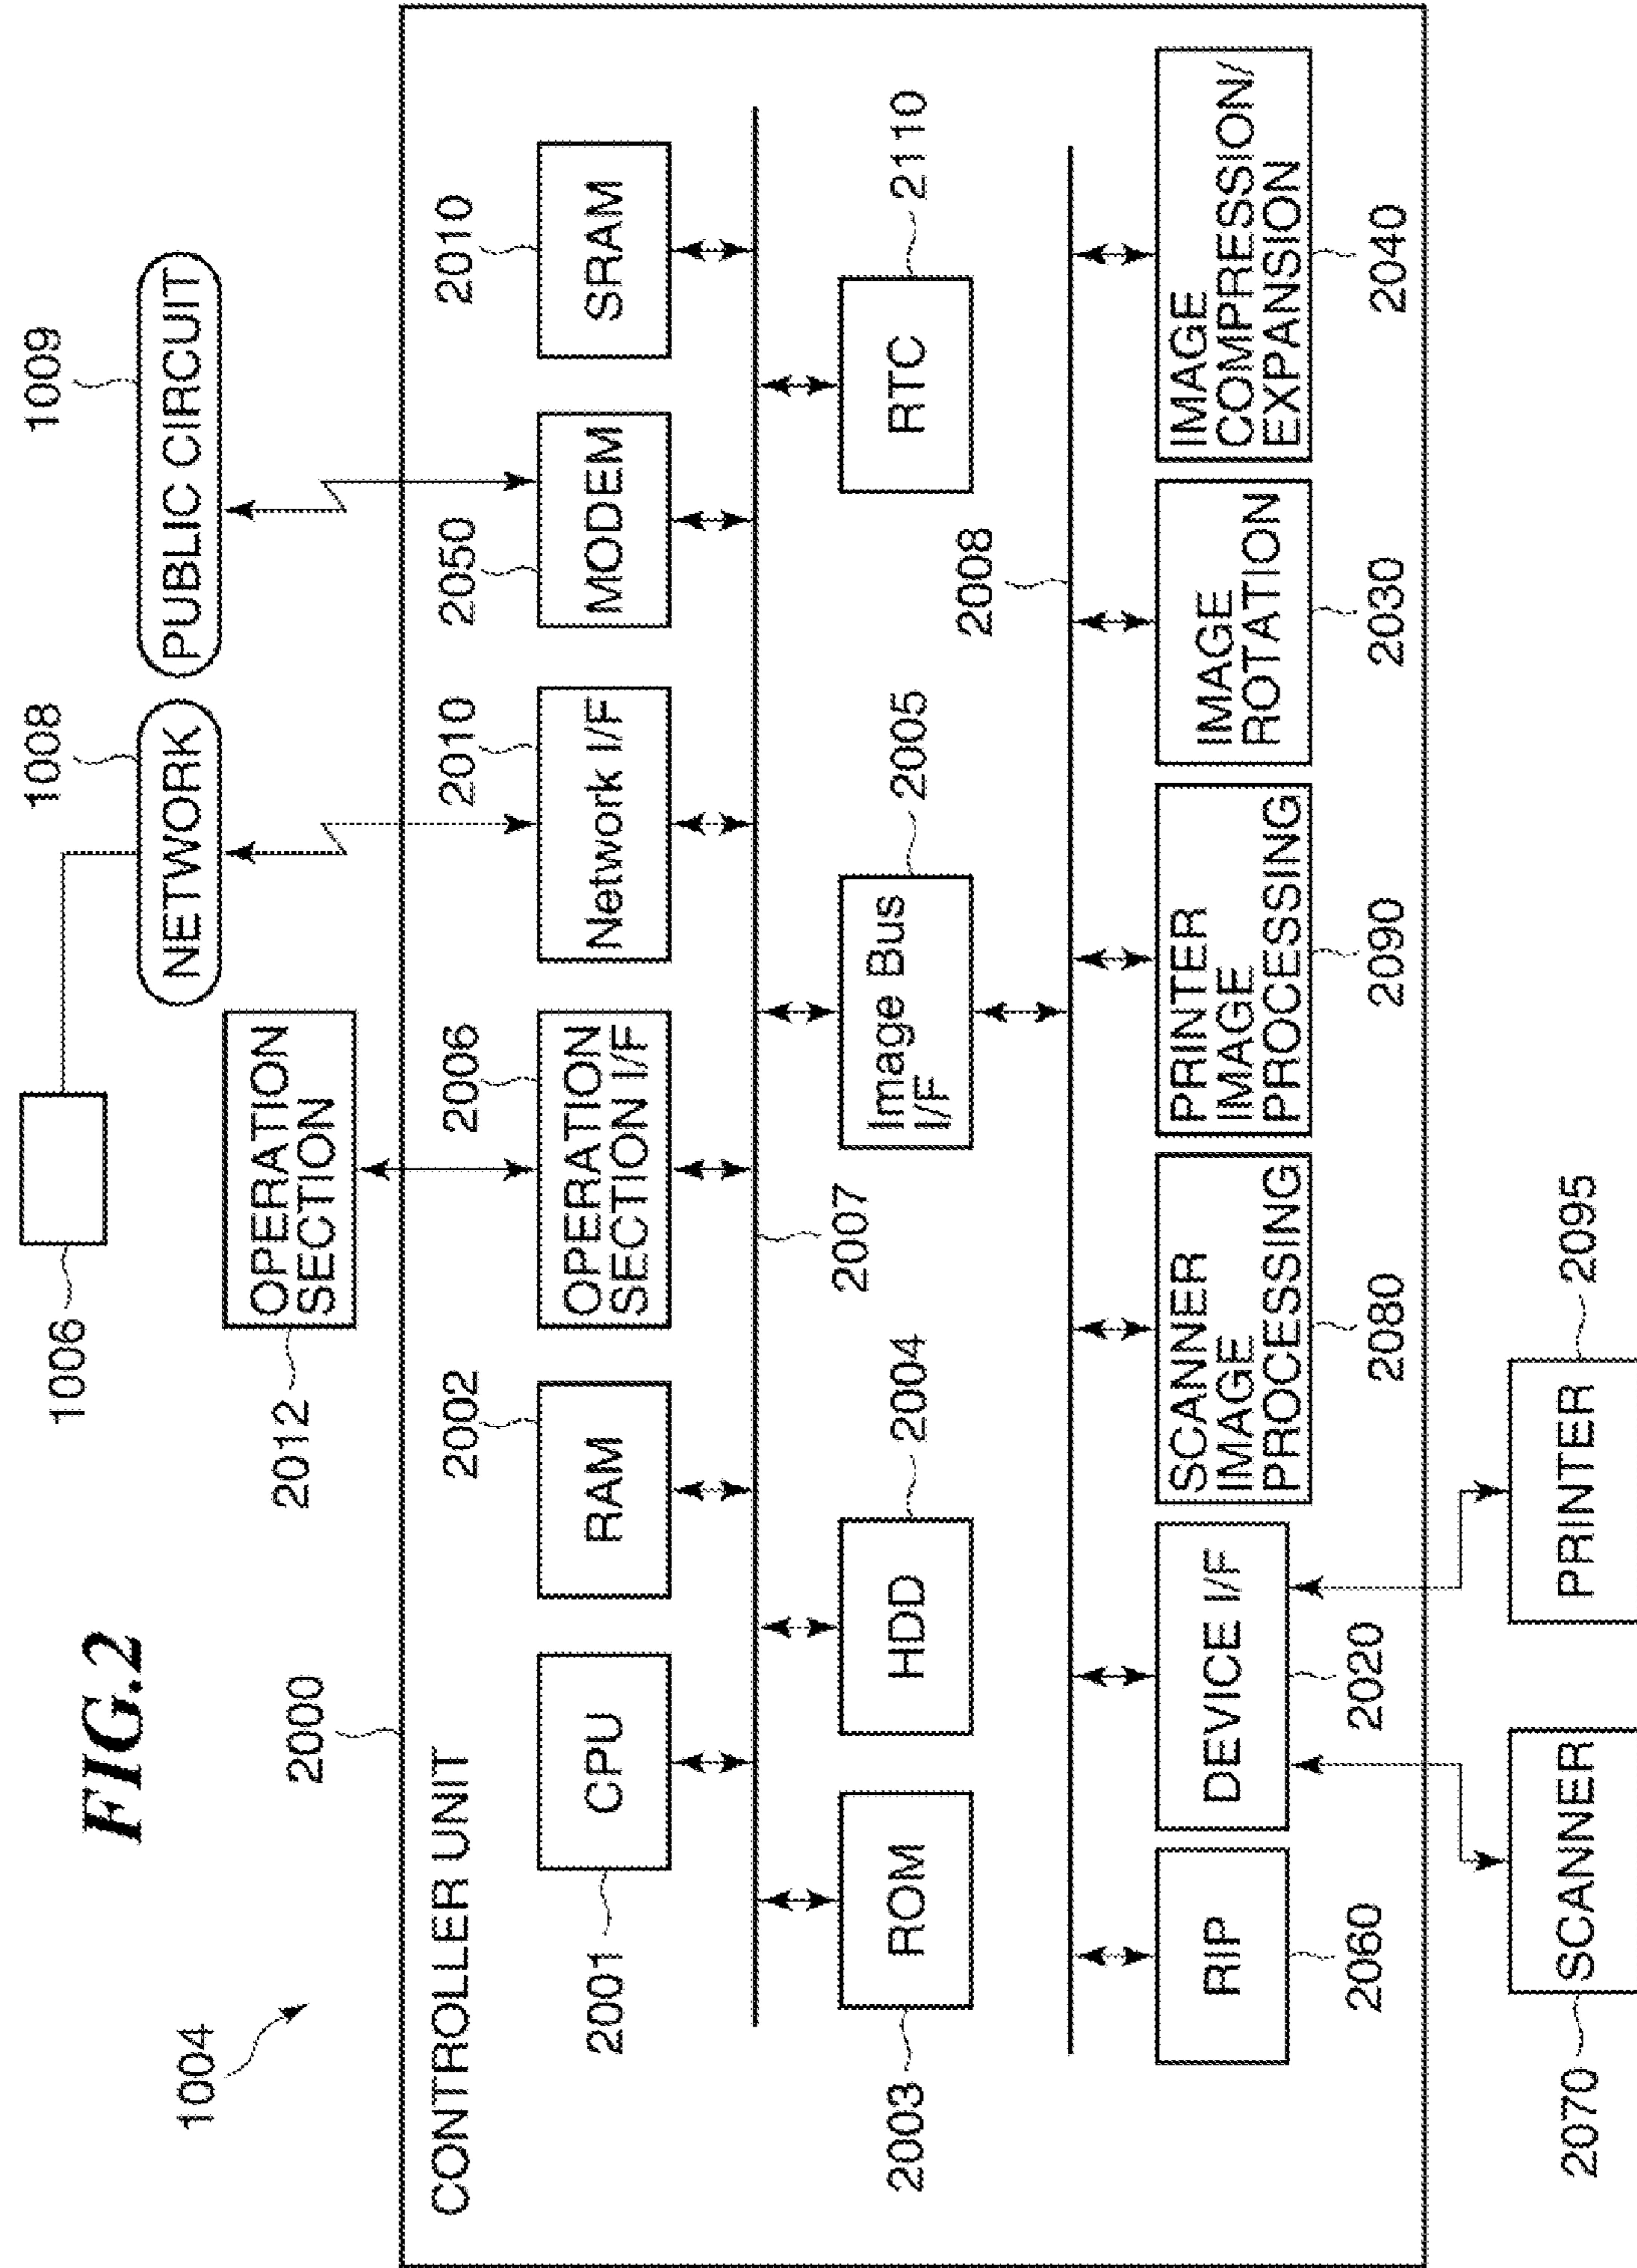 FIG.2
1004
1006
1008
1009
NETWORK
PUBLIC CIRCUIT
2012
OPERATION
SECTION
2000
CONTROLLER UNIT
2002
2006
2010
2050
2010
2001
CPU
RAM
OPERATION
SECTION I/F
Network I/F
MODEM
SRAM
2007
2003
ROM
HDD
2004
Image Bus
I/F
2005
RTC
2110
2008
RIP
DEVICE I/F
SCANNER
IMAGE
PROCESSING
PRINTER
IMAGE
PROCESSING
IMAGE
ROTATION
IMAGE
COMPRESSION/
EXPANSION
2060
2020
2080
2090
2030
2040
2070
SCANNER
PRINTER
2095